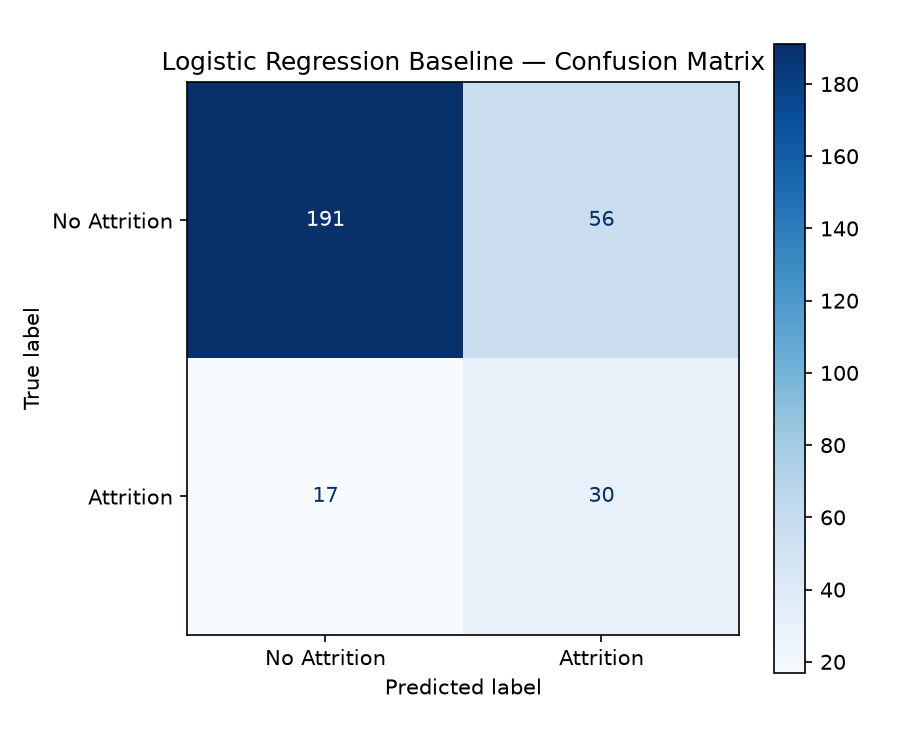 Logistic Regression Baseline — Confusion Matrix
180
160
140
120
100
80
60
40
20
True label
No Attrition
191
56
Attrition
17
30
No Attrition
Attrition
Predicted label